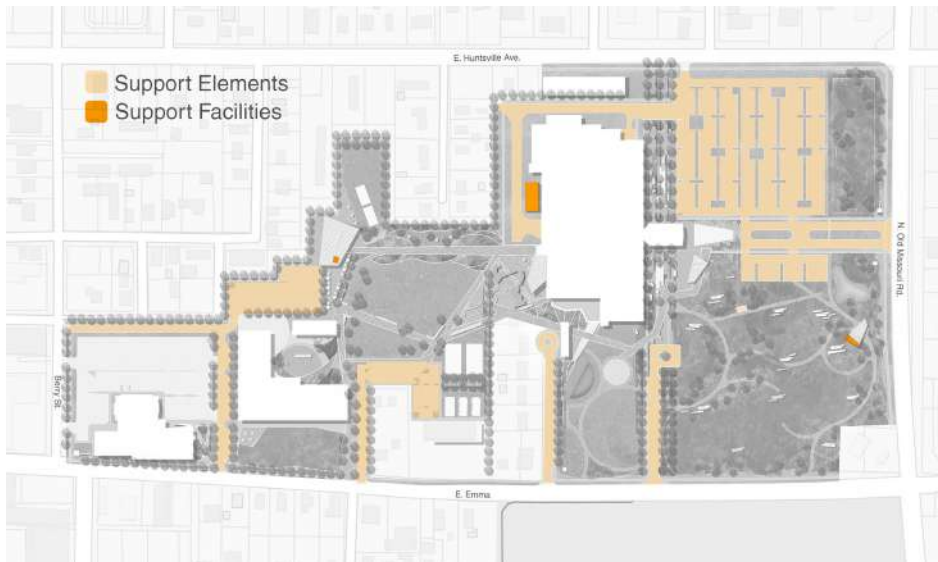 E. Huntsville Ave.
Support Elements
Support Facilities
N. Old Missouri Rd.
Berry St.
E. Emma